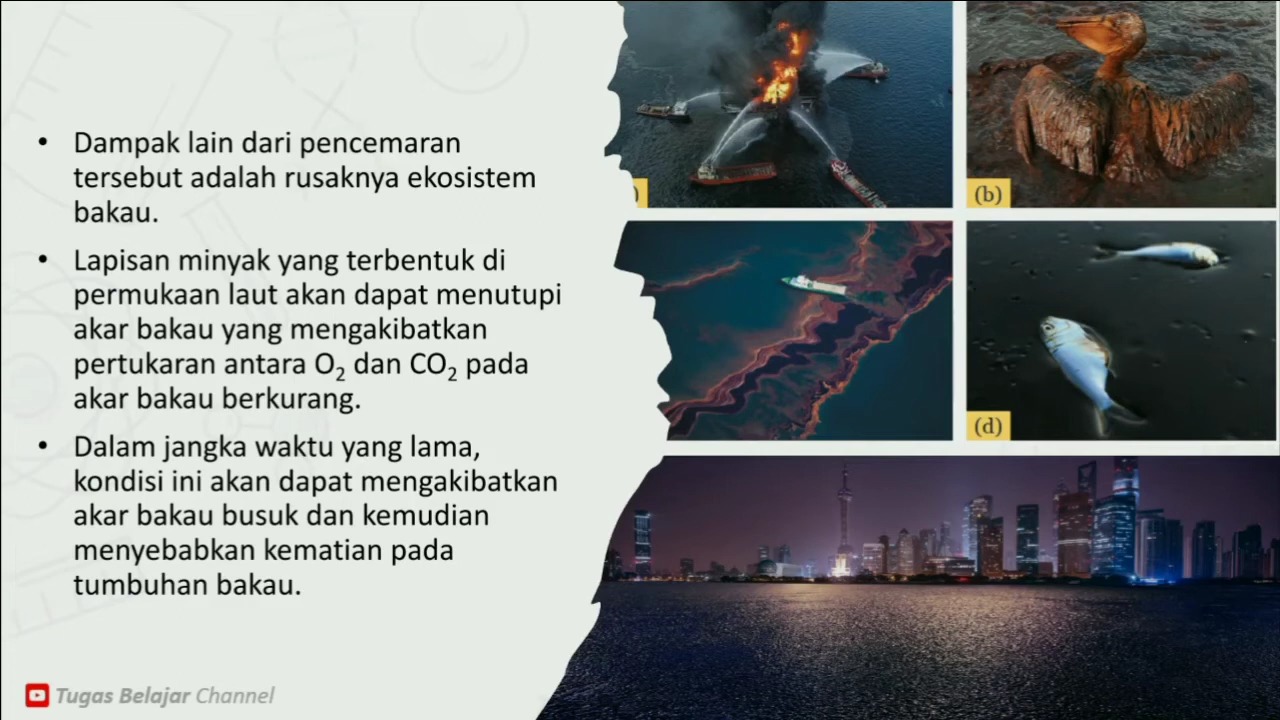 • Dampak lain dari pencemaran
tersebut adalah rusaknya ekosistem
bakau.
• Lapisan minyak yang terbentuk di
permukaan laut akan dapat menutupi
akar bakau yang mengakibatkan
pertukaran antara O₂ dan CO₂ pada
akar bakau berkurang.
• Dalam jangka waktu yang lama,
kondisi ini akan dapat mengakibatkan
akar bakau busuk dan kemudian
menyebabkan kematian pada
tumbuhan bakau.
Tugas Belajar Channel
)
(b)
(d)